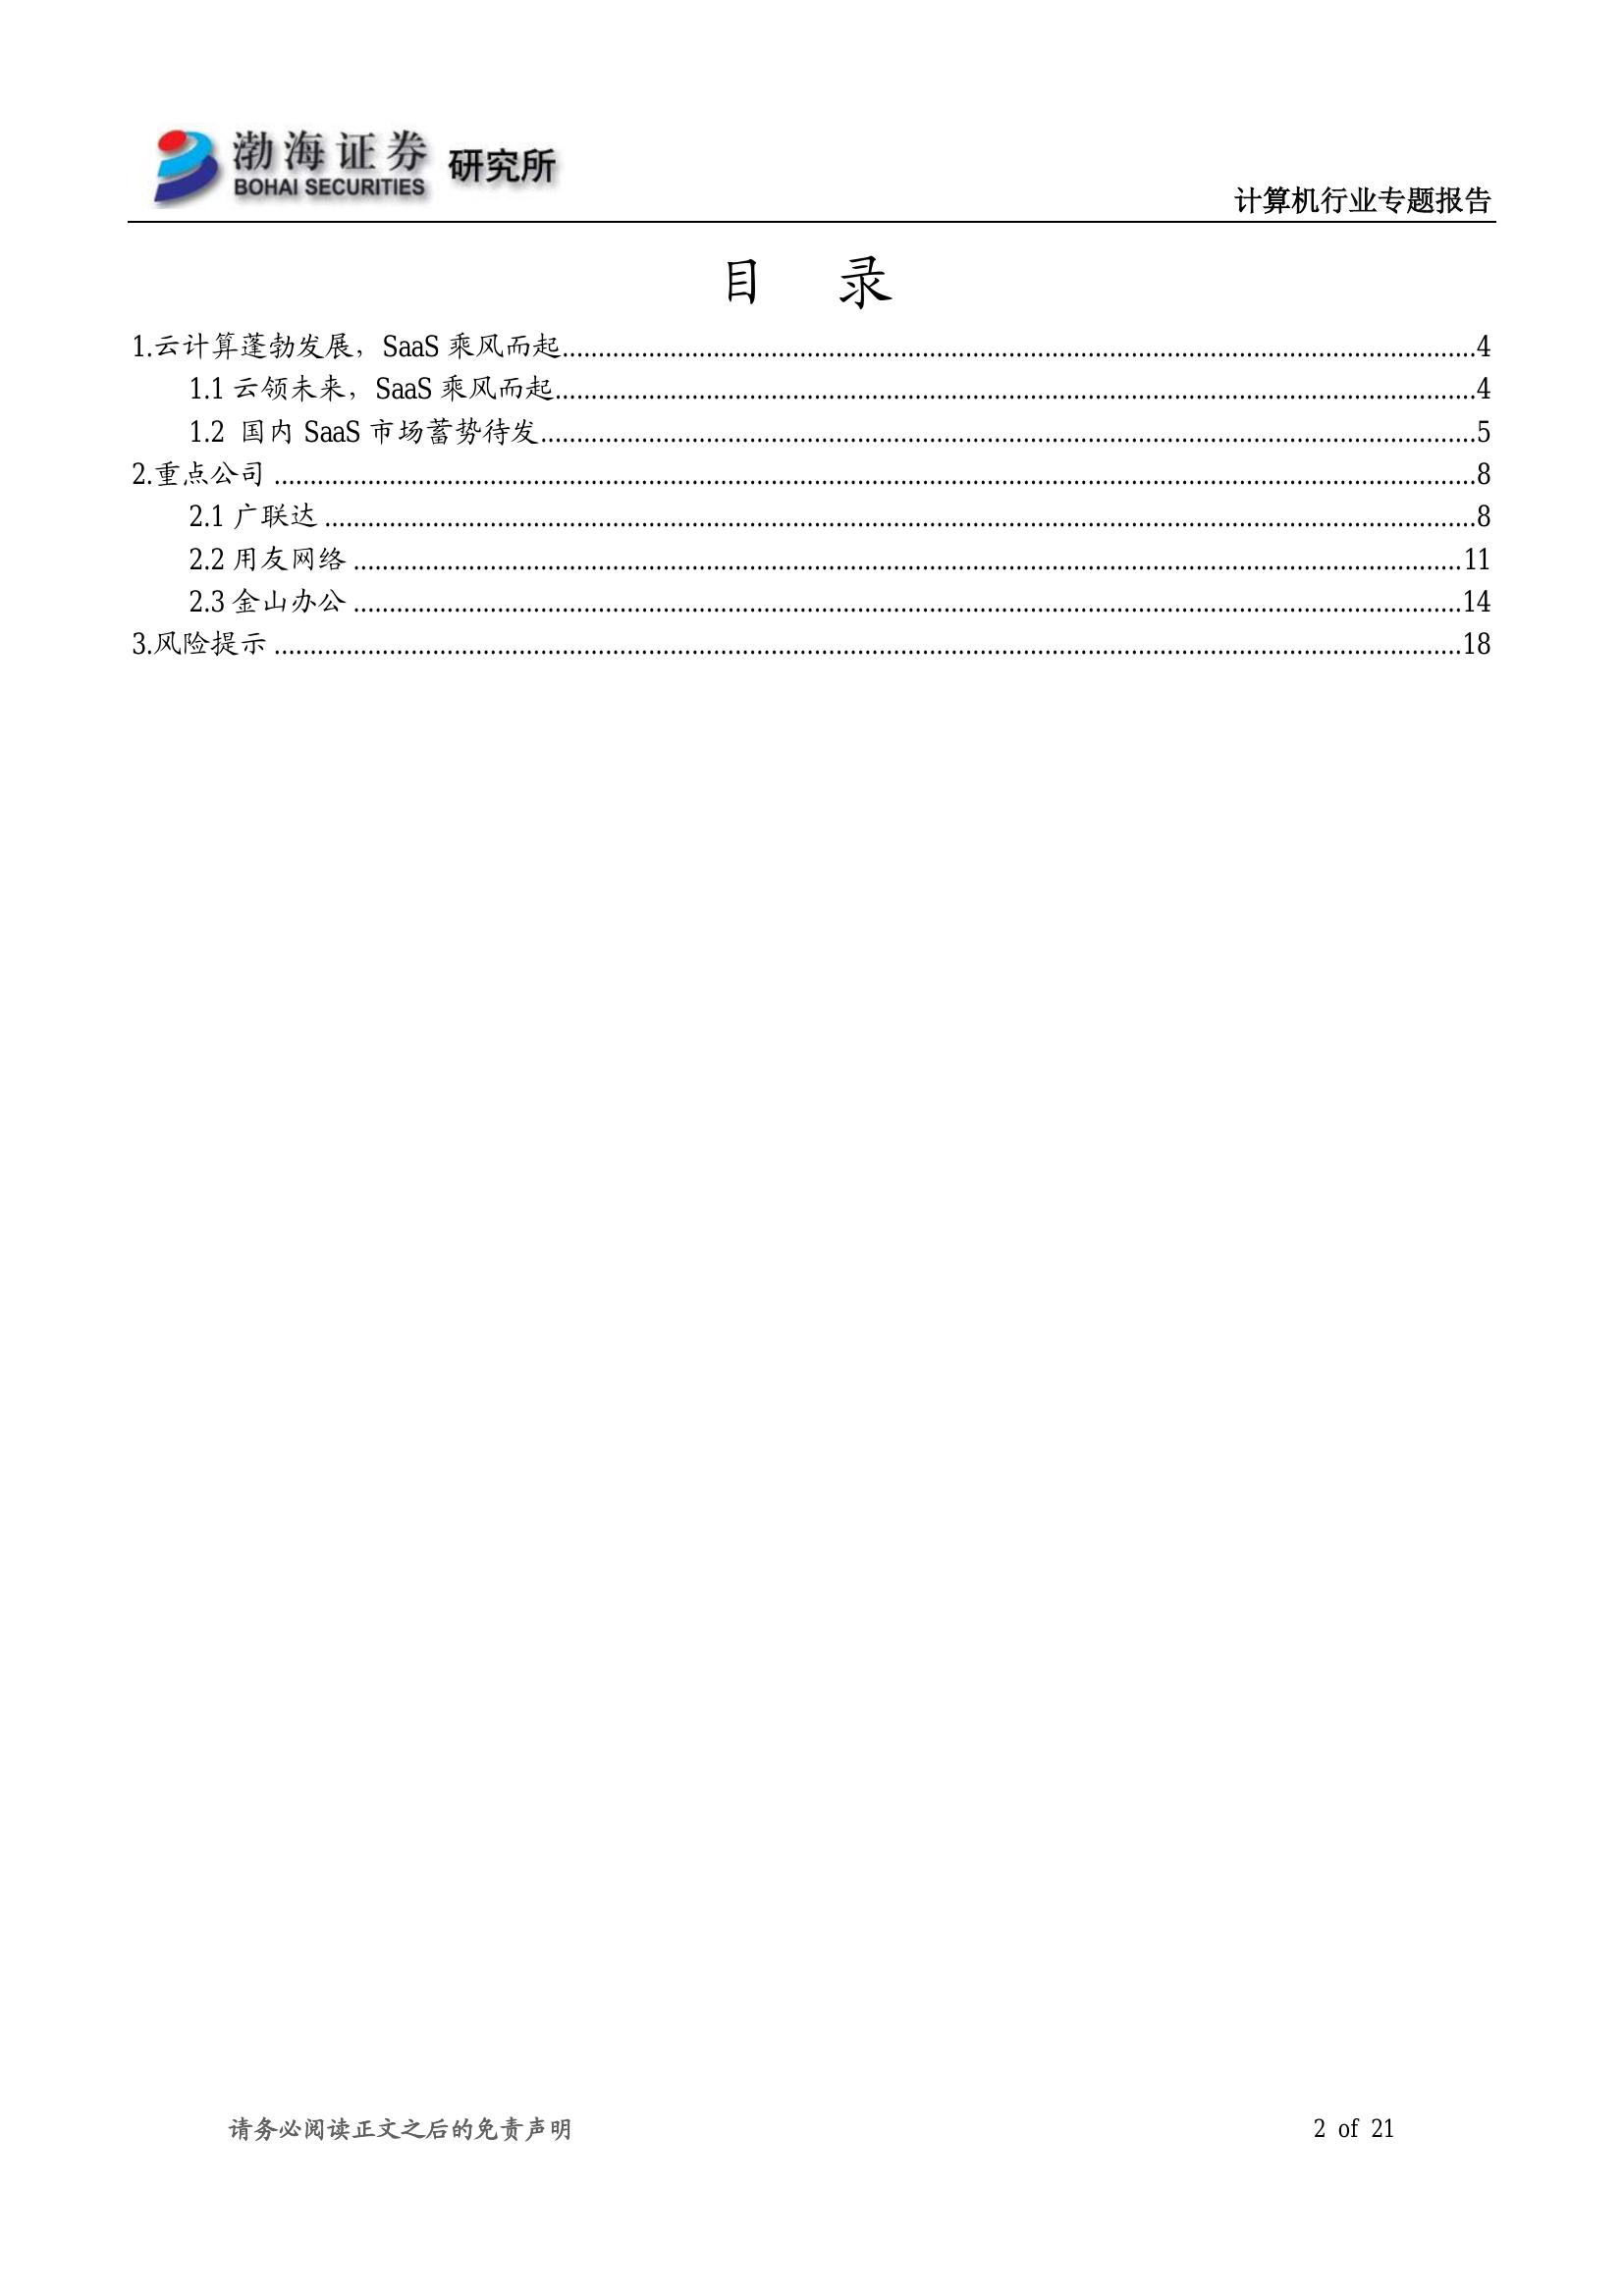 渤海证券 研究所
BOHAI SECURITIES
计算机行业专题报告
目 录
1.云计算蓬勃发展，SaaS 乘风而起........................................4
1.1 云领未来，SaaS 乘风而起........................................4
1.2 国内 SaaS 市场蓄势待发........................................5
2.重点公司 ........................................8
2.1 广联达 ........................................8
2.2 用友网络 ........................................11
2.3 金山办公 ........................................14
3.风险提示 ........................................18
请务必阅读正文之后的免责声明
2 of 21